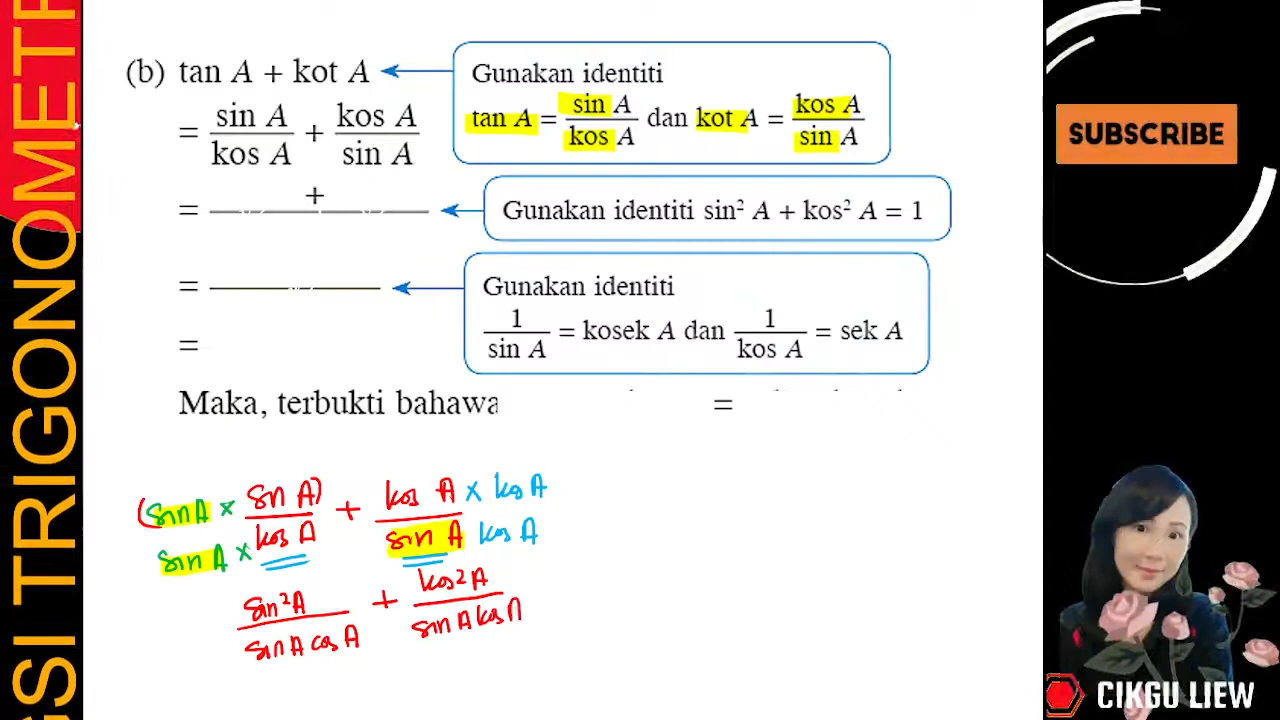 SI TRIGONOMETR
(b) tan A + kot A
Gunakan identiti
tan A = sin A / kos A dan kot A = kos A / sin A
= sin A / kos A + kos A / sin A
= +
Gunakan identiti sin² A + kos² A = 1
=
Gunakan identiti
1 / sin A = kosek A dan 1 / kos A = sek A
=
Maka, terbukti bahawa =
(sin A × sin A) / sin A × kos A + kos A × kos A / sin A kos A
sin²A / sin A cos A + kos²A / sin A kos A
SUBSCRIBE
CIKGU LIEW